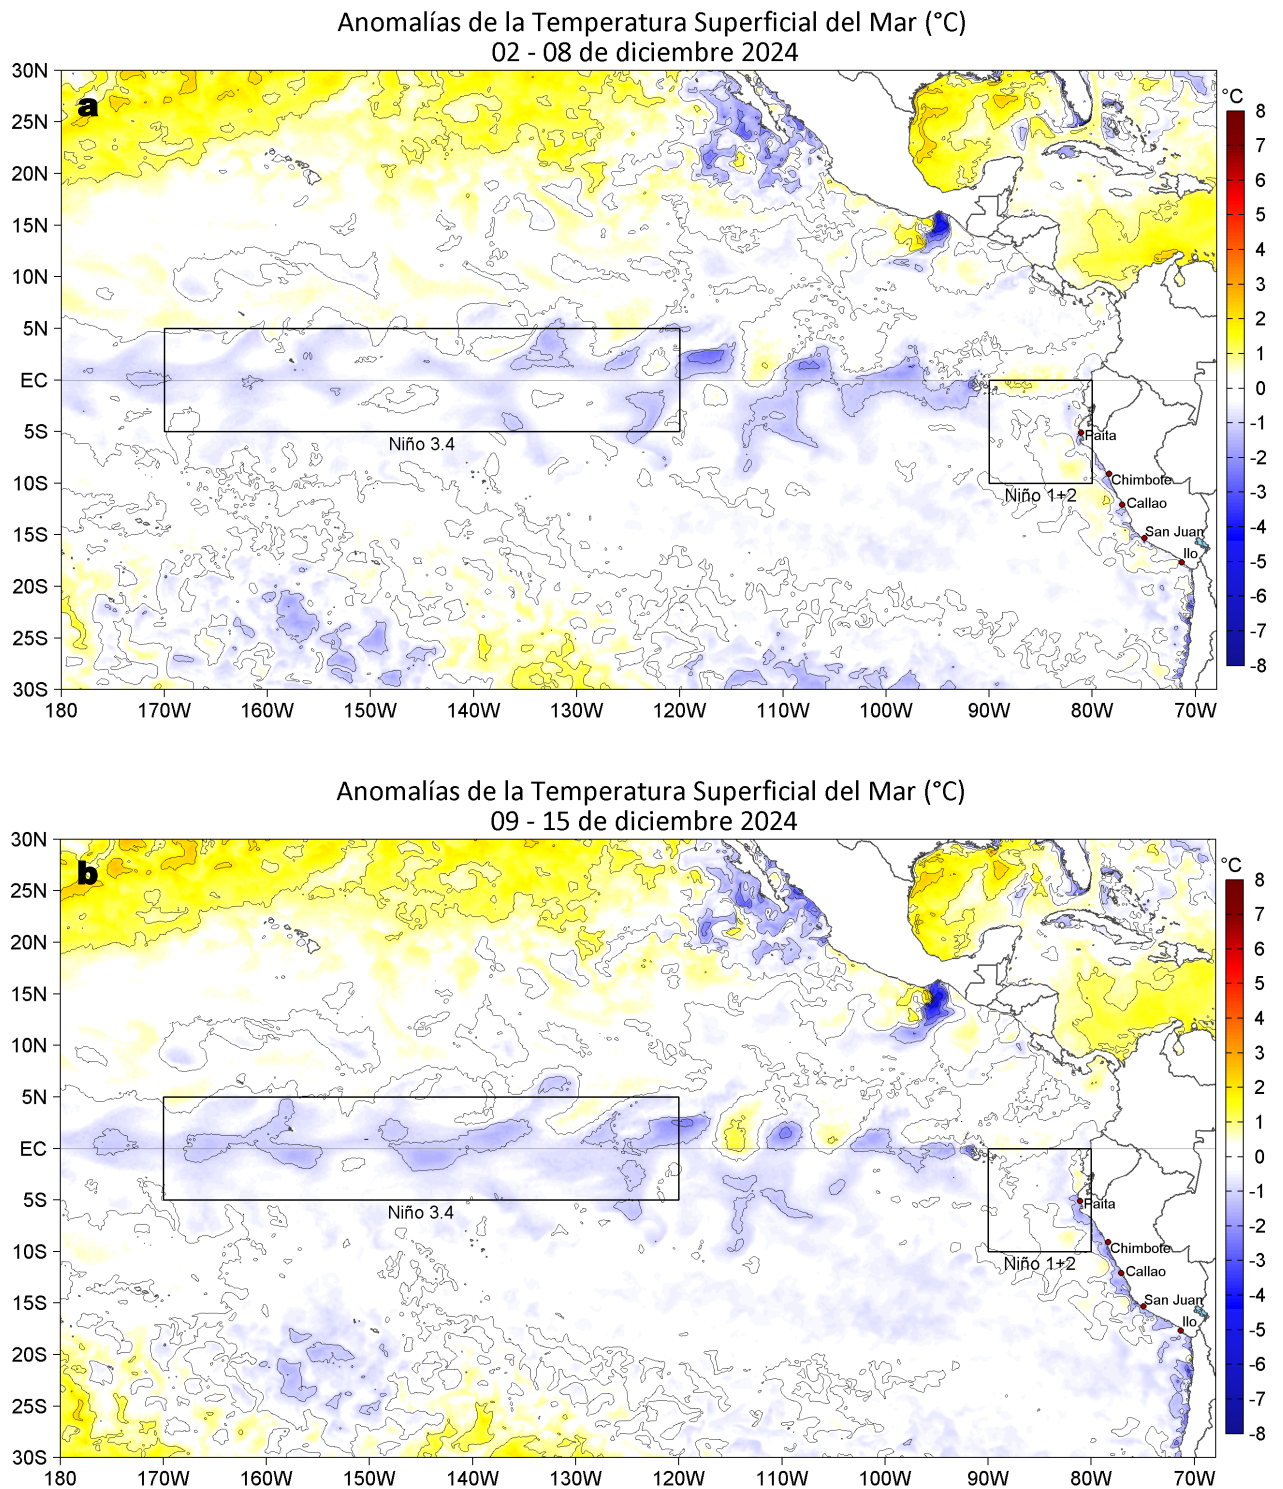 Anomalías de la Temperatura Superficial del Mar (°C)
02 - 08 de diciembre 2024
a
30N
25N
20N
15N
10N
5N
EC
5S
10S
15S
20S
25S
30S
180
170W
160W
150W
140W
130W
120W
110W
100W
90W
80W
70W
Niño 3.4
Niño 1+2
Paita
Chimbote
Callao
San Juan
Ilo
°C
8
7
6
5
4
3
2
1
0
-1
-2
-3
-4
-5
-6
-7
-8
Anomalías de la Temperatura Superficial del Mar (°C)
09 - 15 de diciembre 2024
b
30N
25N
20N
15N
10N
5N
EC
5S
10S
15S
20S
25S
30S
180
170W
160W
150W
140W
130W
120W
110W
100W
90W
80W
70W
Niño 3.4
Niño 1+2
Paita
Chimbote
Callao
San Juan
Ilo
°C
8
7
6
5
4
3
2
1
0
-1
-2
-3
-4
-5
-6
-7
-8